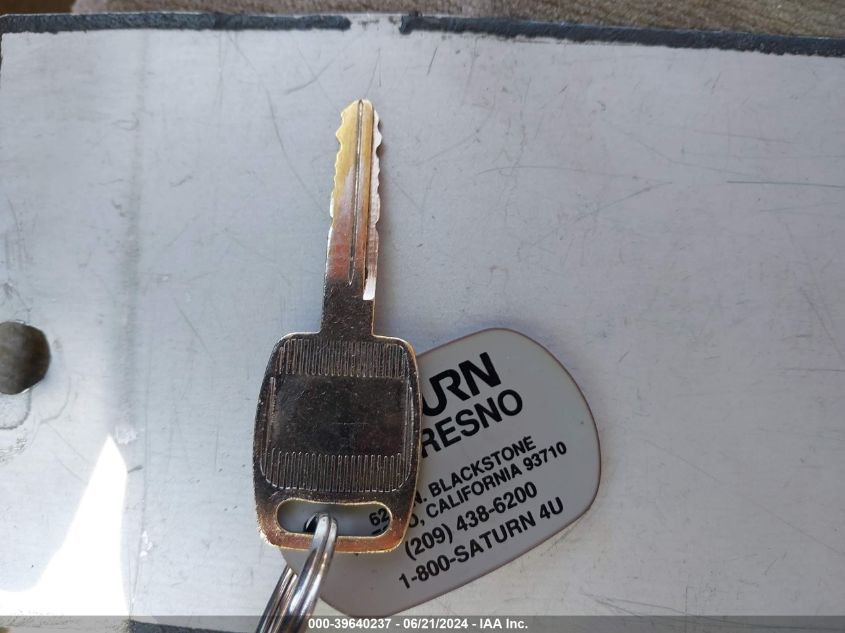 URN
RESNO
N. BLACKSTONE
O, CALIFORNIA 93710
(209) 438-6200
1-800-SATURN 4U
000-39640237 - 06/21/2024 - IAA Inc.